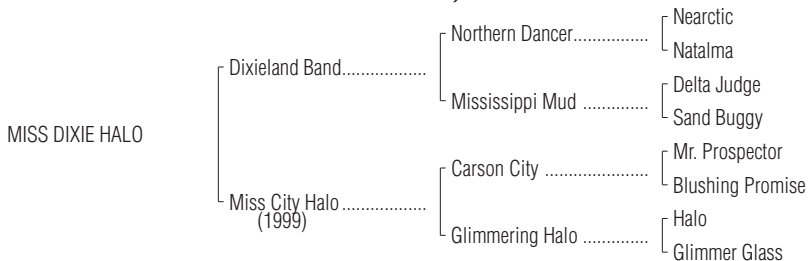 Nearctic
Northern Dancer................
Natalma
Dixieland Band..................
Delta Judge
Mississippi Mud ..............
Sand Buggy
MISS DIXIE HALO
Mr. Prospector
Carson City ......................
Blushing Promise
Miss City Halo ..................
(1999)
Halo
Glimmering Halo ..............
Glimmer Glass